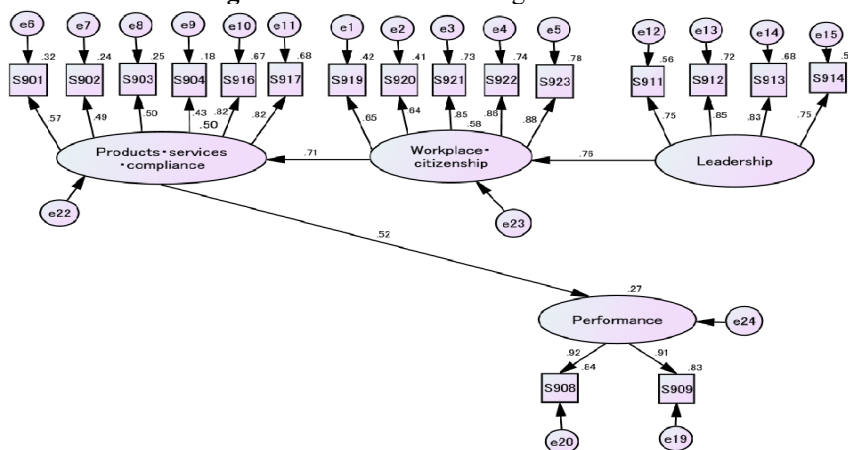 e6 e7 e8 e9 e10 e11 e1 e2 e3 e4 e5 e12 e13 e14 e15
.32 .24 .25 .18 .67 .68 .42 .41 .73 .74 .78 .56 .72 .68
S901 S902 S903 S904 S916 S917 S919 S920 S921 S922 S923 S911 S912 S913 S914
.57 .49 .50 .43 .82 .82 .65 .64 .85 .86 .88 .75 .85 .83 .75
.50 .58
Products・services
・compliance
.71
Workplace・
citizenship
.76
Leadership
e22
e23
.52
.27
Performance
e24
.92 .91
.84 .83
S908 S909
e20 e19